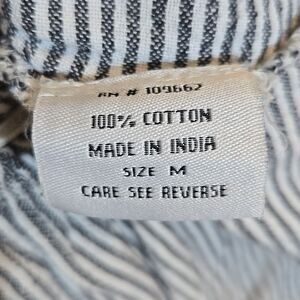 RN # 109662
100% COTTON
MADE IN INDIA
SIZE M
CARE SEE REVERSE